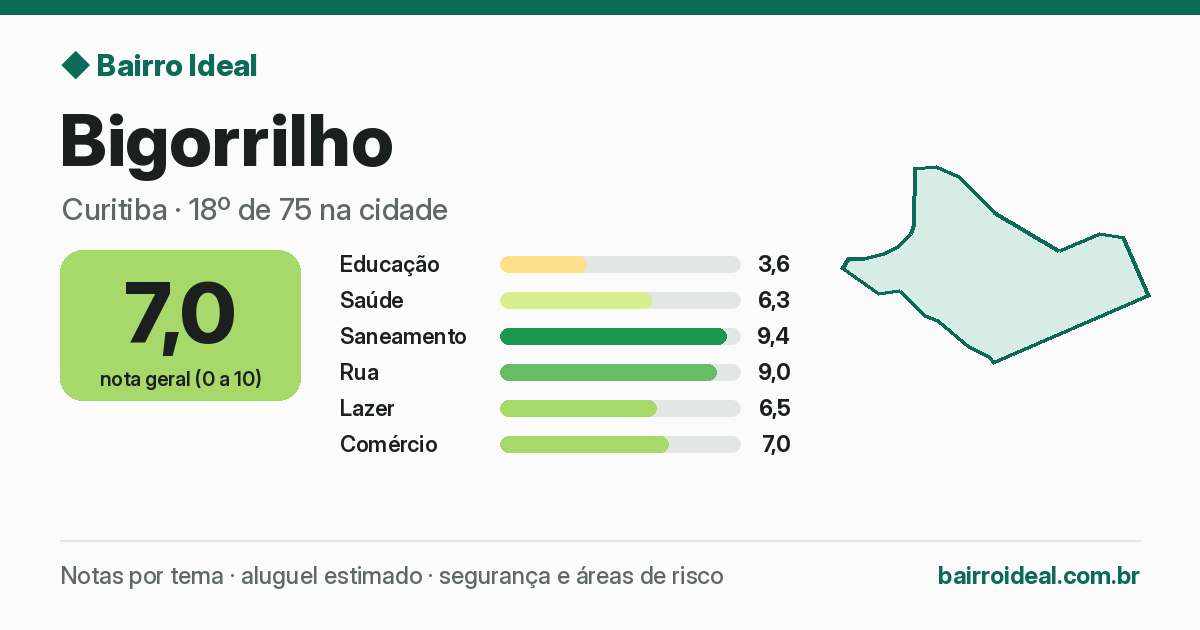 Bairro Ideal
Bigorrilho
Curitiba · 18º de 75 na cidade
7,0
nota geral (0 a 10)
Educação 3,6
Saúde 6,3
Saneamento 9,4
Rua 9,0
Lazer 6,5
Comércio 7,0
Notas por tema · aluguel estimado · segurança e áreas de risco
bairroideal.com.br